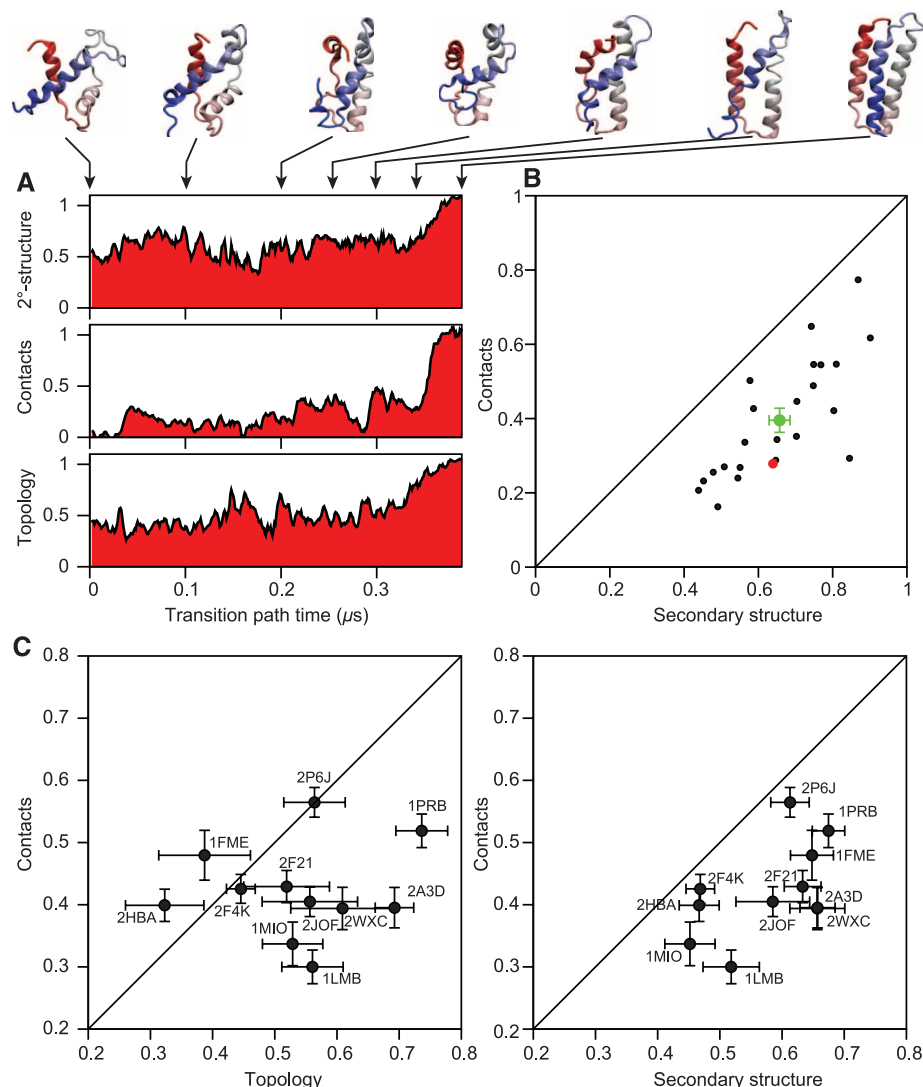 A
B
2°-structure
1
0.5
0
Contacts
1
0.5
0
Topology
1
0.5
0
0
0.1
0.2
0.3
Transition path time (μs)
Contacts
1
0.8
0.6
0.4
0.2
0
0
0.4
0.6
0.8
1
Secondary structure
C
Contacts
0.8
0.7
0.6
0.5
0.4
0.3
0.2
2P6J
1PRB
1FME
2F21
2F4K
2HBA
2JOF
2WXC
2A3D
1MIO
1LMB
0.2
0.3
0.4
0.5
0.6
0.7
0.8
Topology
Contacts
0.8
0.7
0.6
0.5
0.4
0.3
0.2
2P6J
1PRB
1FME
2F21
2F4K
2A3D
2HBA
2JOF
2WXC
1MIO
1LMB
0.2
0.3
0.4
0.5
0.6
0.7
0.8
Secondary structure